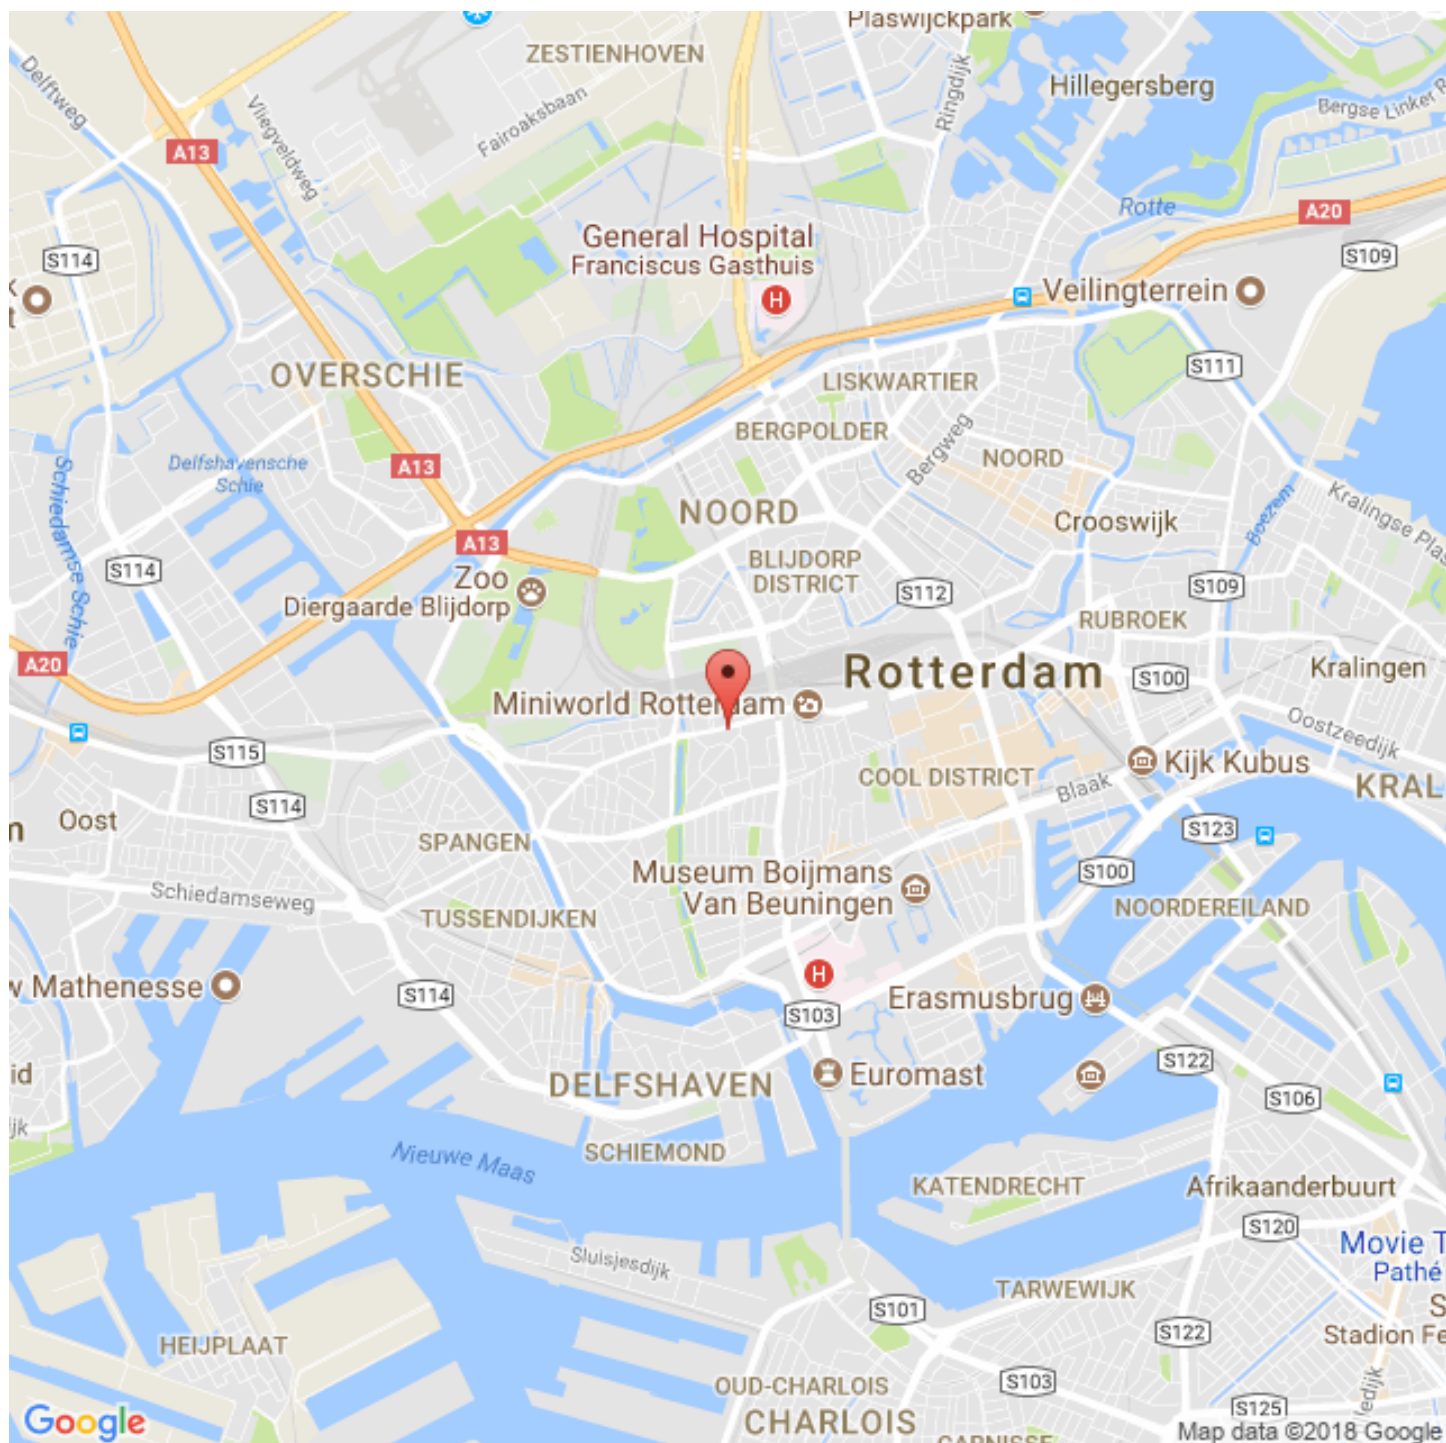 Plaswijckpark
ZESTIENHOVEN
Delftweg
Hillegersberg
Ringdijk
Bergse Linker R
Vliegveldweg
Fairoaksbaan
A13
Rotte
A20
General Hospital
Franciscus Gasthuis
H
S114
S109
Veilingterrein
k
t
OVERSCHIE
LISKWARTIER
S111
BERGPOLDER
Bergweg
NOORD
Delfshavensche
Schie
A13
Schiedamse Schie
NOORD
Crooswijk
Boezem
Kralingse Plas
A13
BLIJDORP
DISTRICT
S114
Zoo
Diergaarde Blijdorp
S112
S109
RUBROEK
A20
Rotterdam
Kralingen
S100
Miniworld Rotterdam
Oostzeedijk
S115
Kijk Kubus
COOL DISTRICT
Blaak
KRAL
S114
m
Oost
SPANGEN
S123
Museum Boijmans
Van Beuningen
S100
Schiedamseweg
TUSSENDIJKEN
NOORDEREILAND
H
w Mathenesse
S114
Erasmusbrug
S103
S122
id
DELFSHAVEN
Euromast
S106
jk
Nieuwe Maas
SCHIEMOND
KATENDRECHT
Afrikaanderbuurt
S120
Movie T
Pathé
Sluisjesdijk
TARWEWIJK
S101
S
Stadion Fe
HEIJPLAAT
S122
OUD-CHARLOIS
S103
ledijk
CHARLOIS
S125
CARNISSE
Google
Map data ©2018 Google